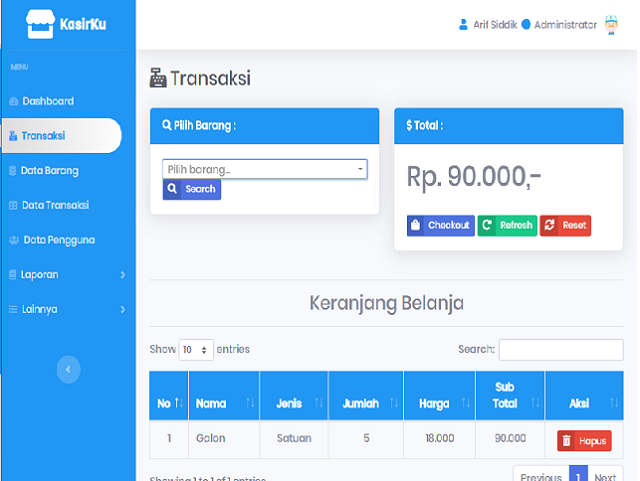 KasirKu
Arif Siddik Administrator
MENU
Dashboard
Transaksi
Data Barang
Data Transaksi
Data Pengguna
Laporan
Lainnya
Transaksi
Pilih Barang :
Pilih barang...
Search
$ Total :
Rp. 90.000,-
Checkout Refresh Reset
Keranjang Belanja
Show 10 entries Search:
No Nama Jenis Jumlah Harga Sub Total Aksi
1 Galon Satuan 5 18.000 90.000 Hapus
Showing 1 to 1 of 1 entries
Previous 1 Next